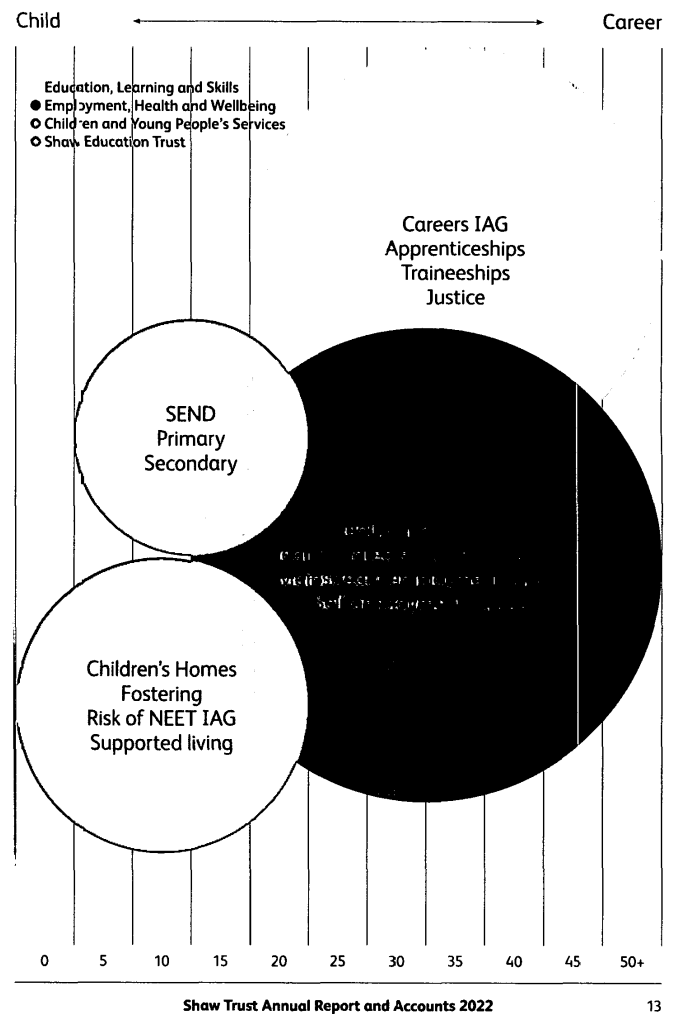 Child Career
Education, Learning and Skills
Employment, Health and Wellbeing
Children and Young People's Services
Shaw Education Trust
Careers IAG
Apprenticeships
Traineeships
Justice
SEND
Primary
Secondary
Children's Homes
Fostering
Risk of NEET IAG
Supported living
0 5 10 15 20 25 30 35 40 45 50+
Shaw Trust Annual Report and Accounts 2022 13